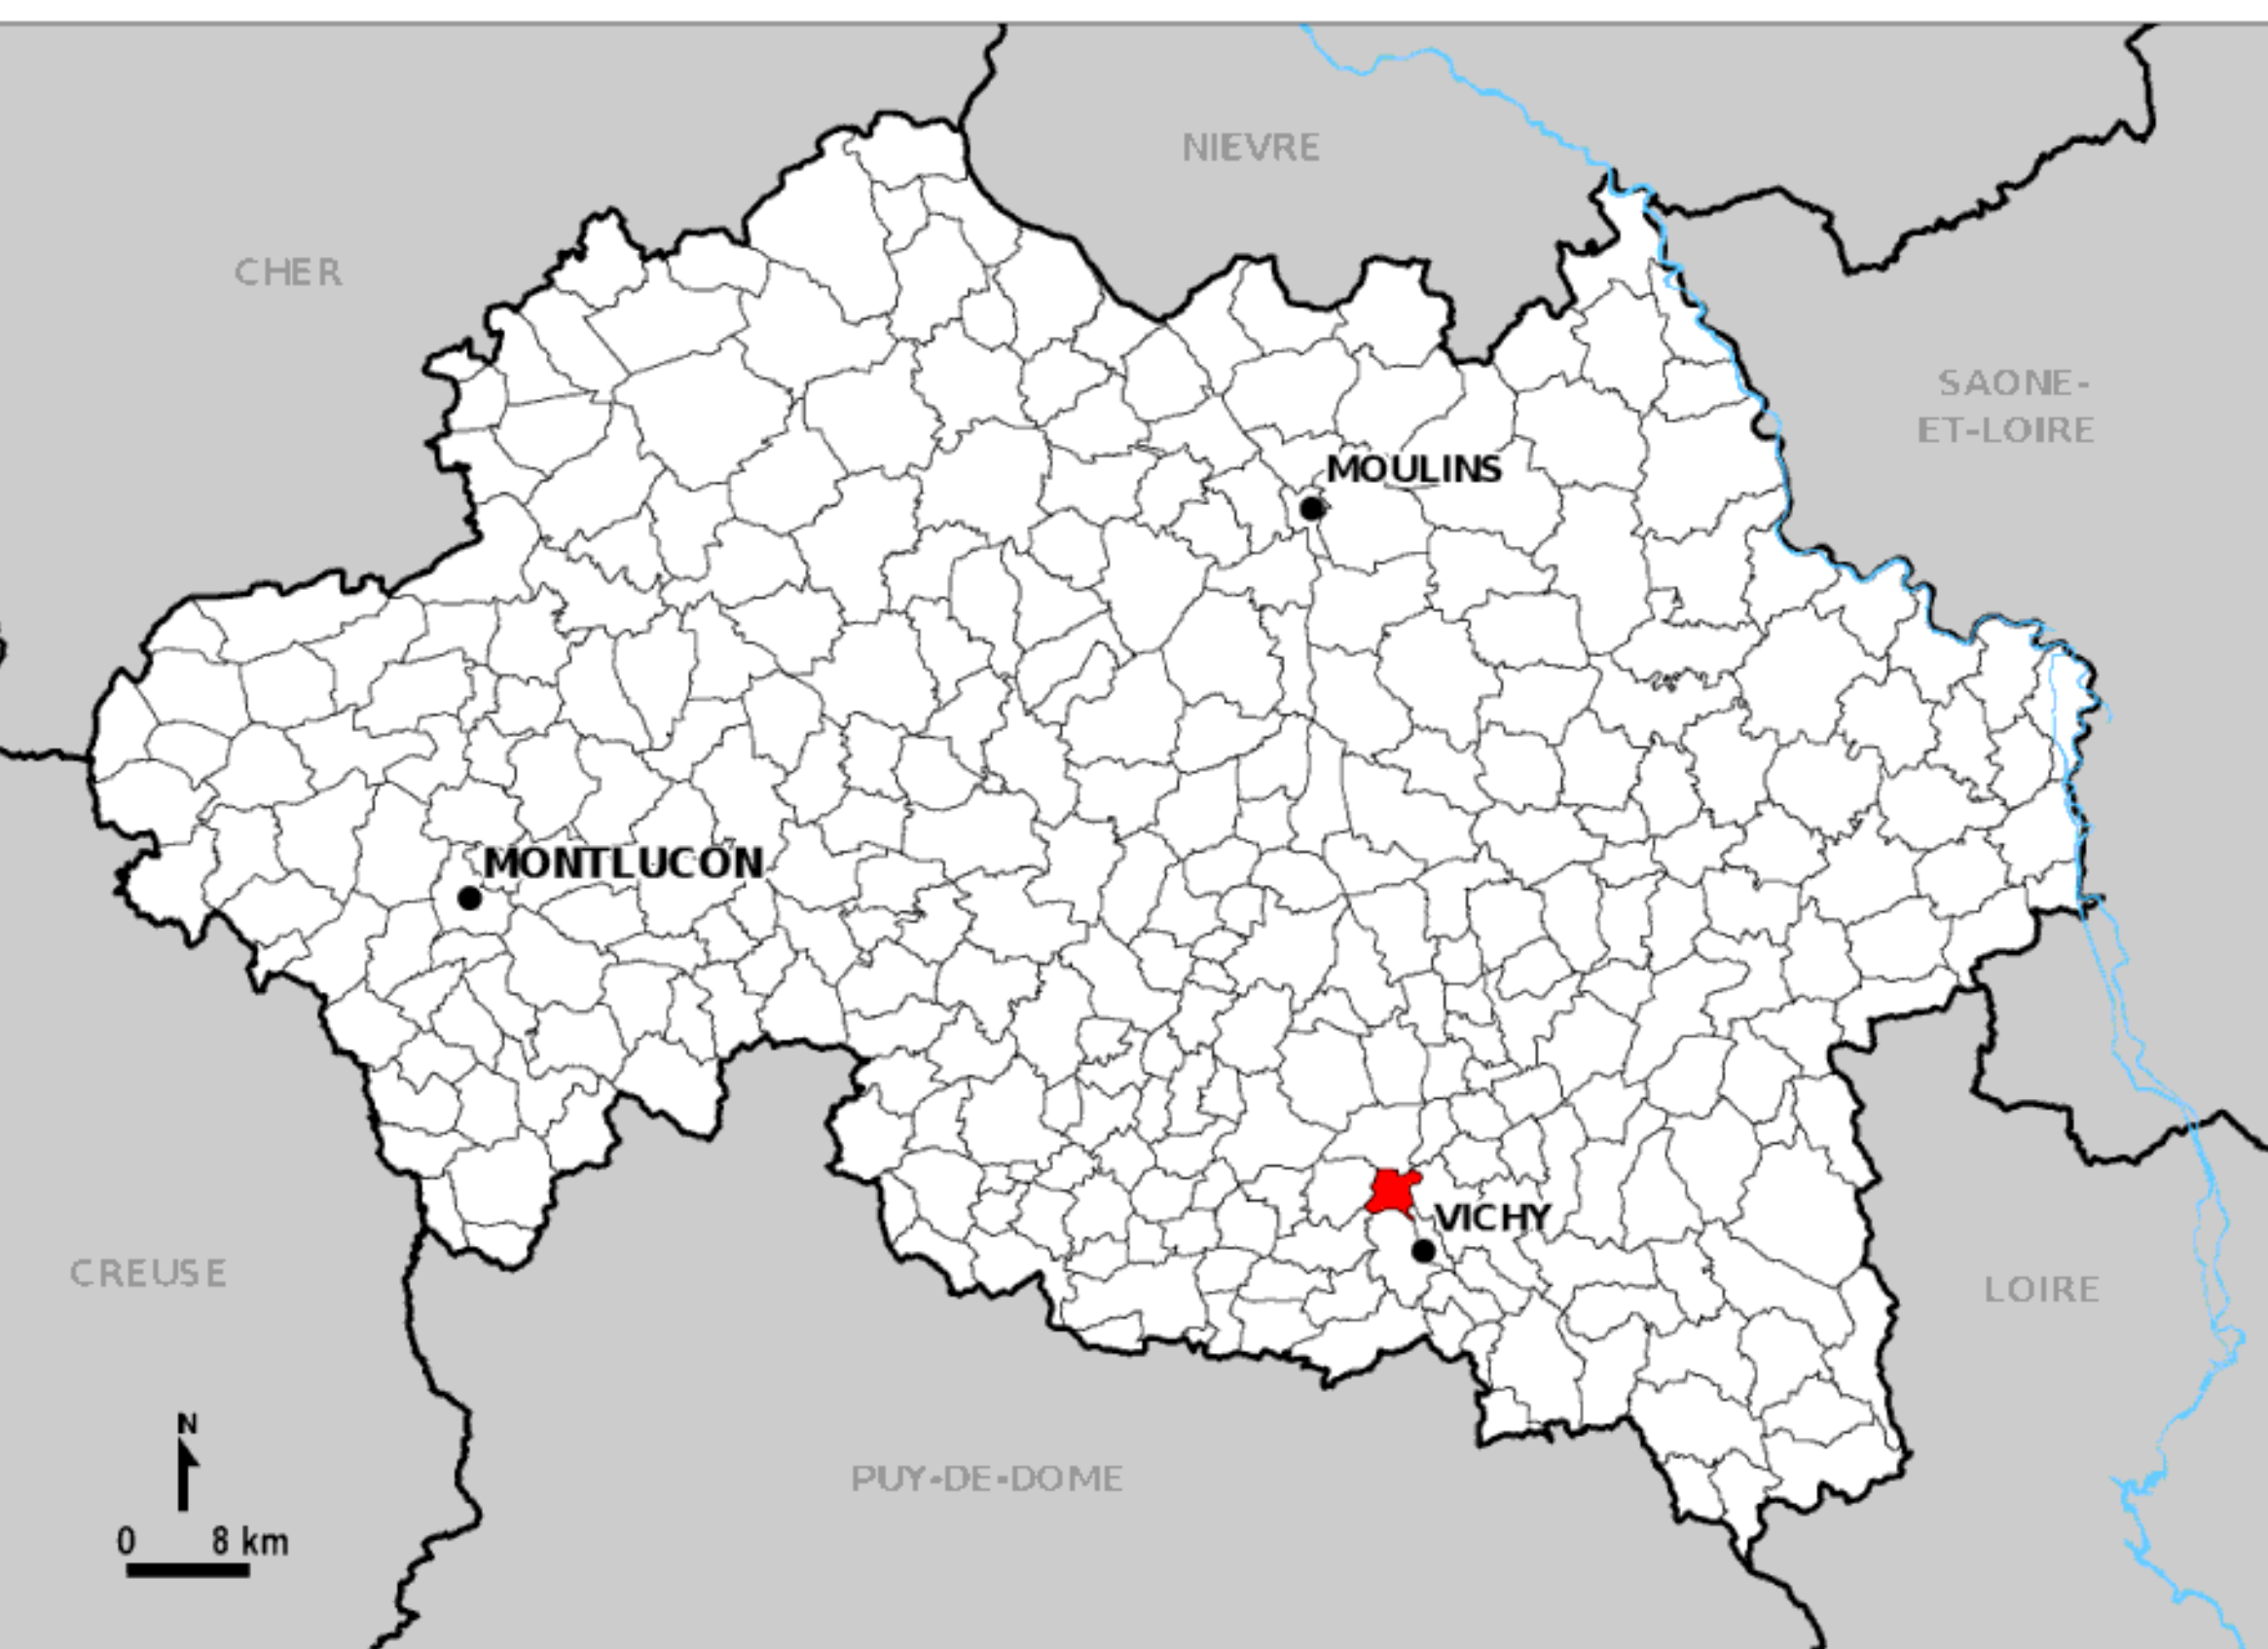 NIEVRE
CHER
SAONE-
ET-LOIRE
MOULINS
MONTLUCON
VICHY
CREUSE
LOIRE
PUY-DE-DOME
N
0 8 km